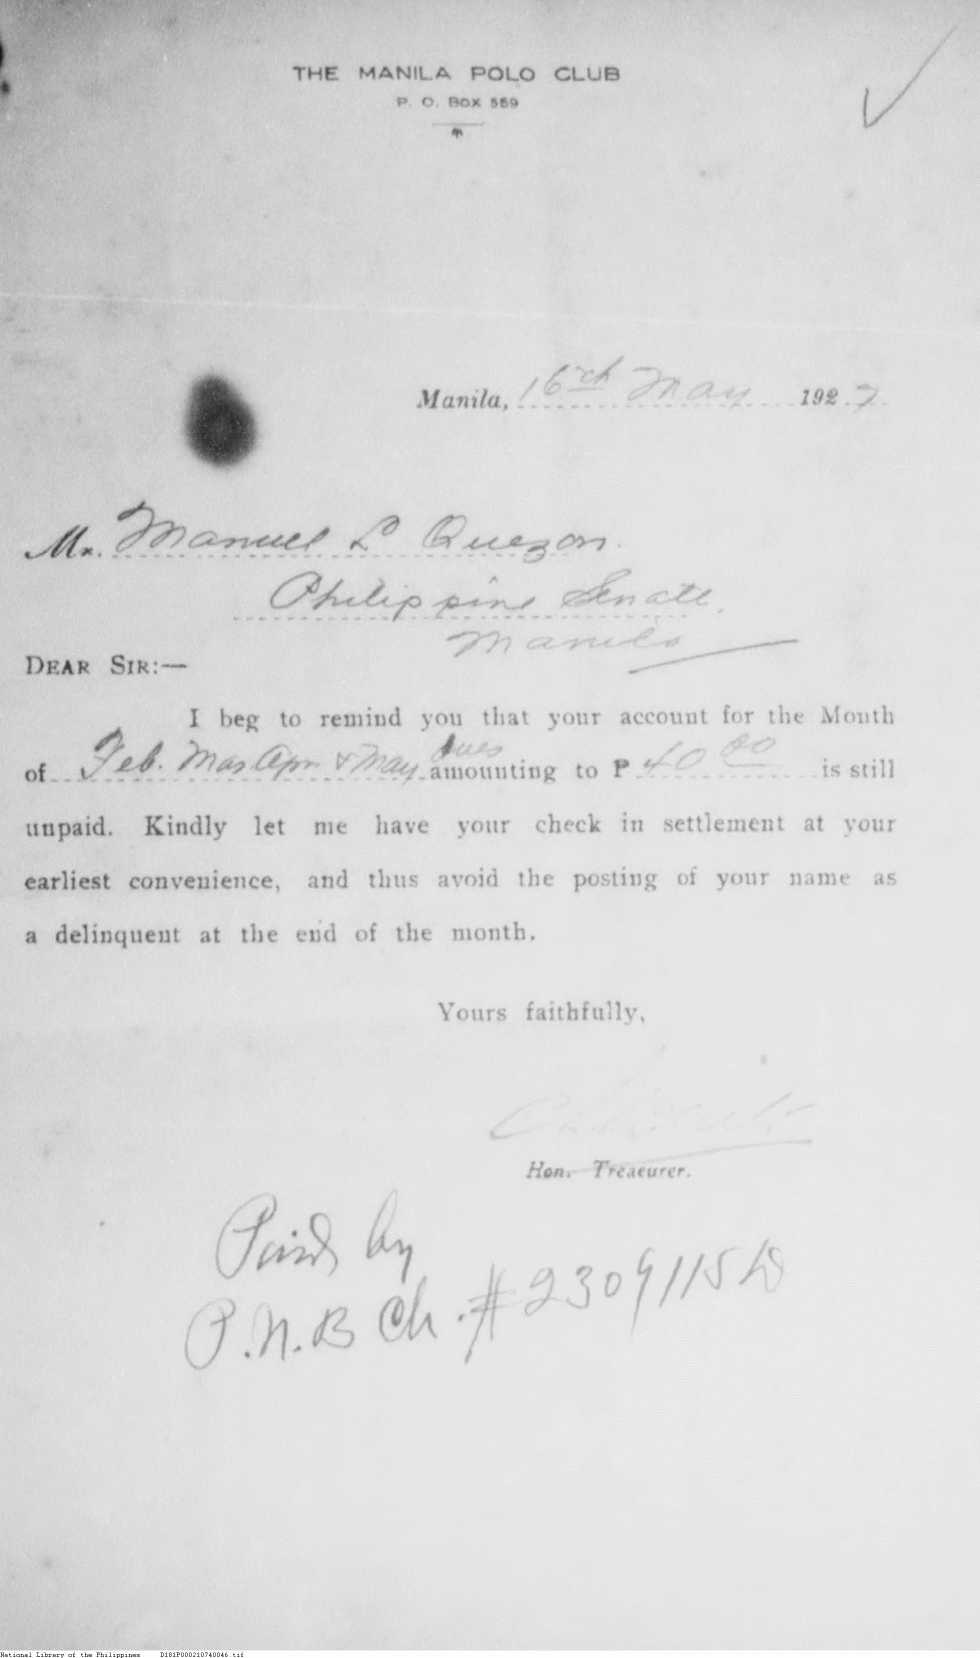 THE MANILA POLO CLUB
P. O. Box 559
Manila, 16th May 1927
Mr. Manuel L Quezon.
Philippine Senate.
Manila
DEAR SIR:—
I beg to remind you that your account for the Month
of Feb. Mar Apr & May dues amounting to ₱ 40 00 is still
unpaid. Kindly let me have your check in settlement at your
earliest convenience, and thus avoid the posting of your name as
a delinquent at the end of the month.
Yours faithfully,
Hon. Treaeurer.
Paid by
P.N.B Ch. #2309115
National Library of the Philippines D181P000210740046.tif